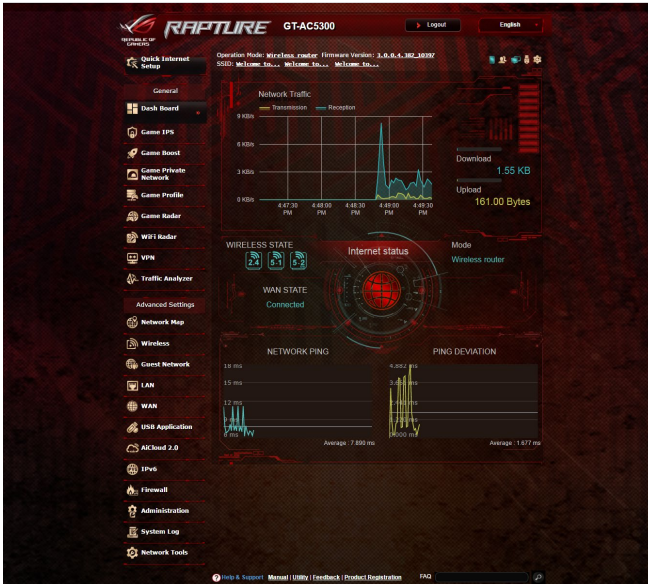 REPUBLIC OF
GAMERS
RAPTURE GT-AC5300
Logout
English
Quick Internet
Setup
Operation Mode: Wireless router Firmware Version: 3.0.0.4.382_10397
SSID: Welcome to... Welcome to... Welcome to...
General
Dash Board
Game IPS
Game Boost
Game Private
Network
Game Profile
Game Radar
WiFi Radar
VPN
Traffic Analyzer
Advanced Settings
Network Map
Wireless
Guest Network
LAN
WAN
USB Application
AiCloud 2.0
IPv6
Firewall
Administration
System Log
Network Tools
Network Traffic
Transmission Reception
9 KB/s
6 KB/s
3 KB/s
0 KB/s
4:47:30 PM 4:48:00 PM 4:48:30 PM 4:49:00 PM 4:49:30 PM
Download
1.55 KB
Upload
161.00 Bytes
WIRELESS STATE
2.4 5-1 5-2
WAN STATE
Connected
Internet status
Mode
Wireless router
NETWORK PING
18 ms
15 ms
12 ms
9 ms
6 ms
Average : 7.890 ms
PING DEVIATION
4.882 ms
0.000 ms
Average : 1.677 ms
Help & Support Manual | Utility | Feedback | Product Registration FAQ